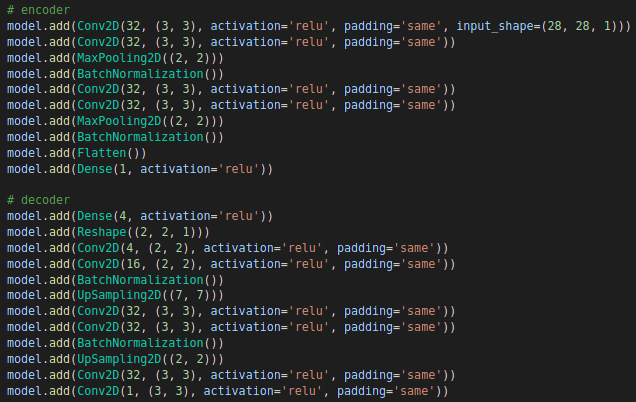 # encoder
model.add(Conv2D(32, (3, 3), activation='relu', padding='same', input_shape=(28, 28, 1)))
model.add(Conv2D(32, (3, 3), activation='relu', padding='same'))
model.add(MaxPooling2D((2, 2)))
model.add(BatchNormalization())
model.add(Conv2D(32, (3, 3), activation='relu', padding='same'))
model.add(Conv2D(32, (3, 3), activation='relu', padding='same'))
model.add(MaxPooling2D((2, 2)))
model.add(BatchNormalization())
model.add(Flatten())
model.add(Dense(1, activation='relu'))
# decoder
model.add(Dense(4, activation='relu'))
model.add(Reshape((2, 2, 1)))
model.add(Conv2D(4, (2, 2), activation='relu', padding='same'))
model.add(Conv2D(16, (2, 2), activation='relu', padding='same'))
model.add(BatchNormalization())
model.add(UpSampling2D((7, 7)))
model.add(Conv2D(32, (3, 3), activation='relu', padding='same'))
model.add(Conv2D(32, (3, 3), activation='relu', padding='same'))
model.add(BatchNormalization())
model.add(UpSampling2D((2, 2)))
model.add(Conv2D(32, (3, 3), activation='relu', padding='same'))
model.add(Conv2D(1, (3, 3), activation='relu', padding='same'))